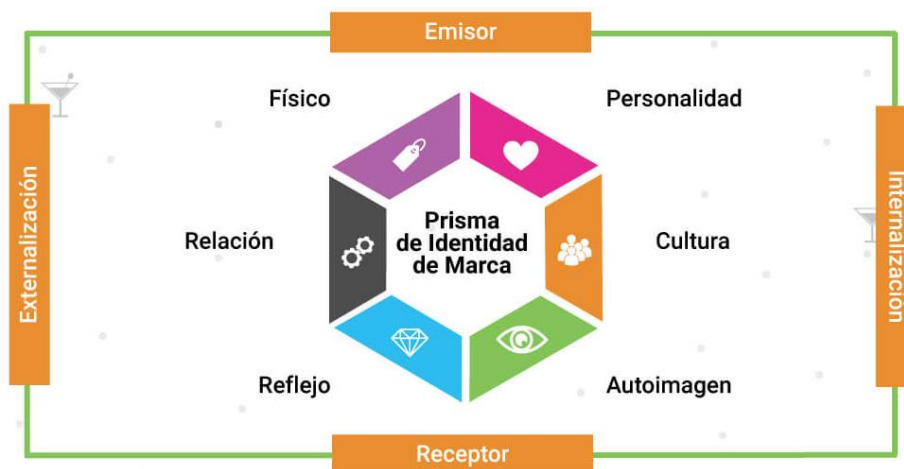 Emisor
Físico
Personalidad
Externalización
Relación
Prisma
de Identidad
de Marca
Cultura
Internalización
Reflejo
Autoimagen
Receptor